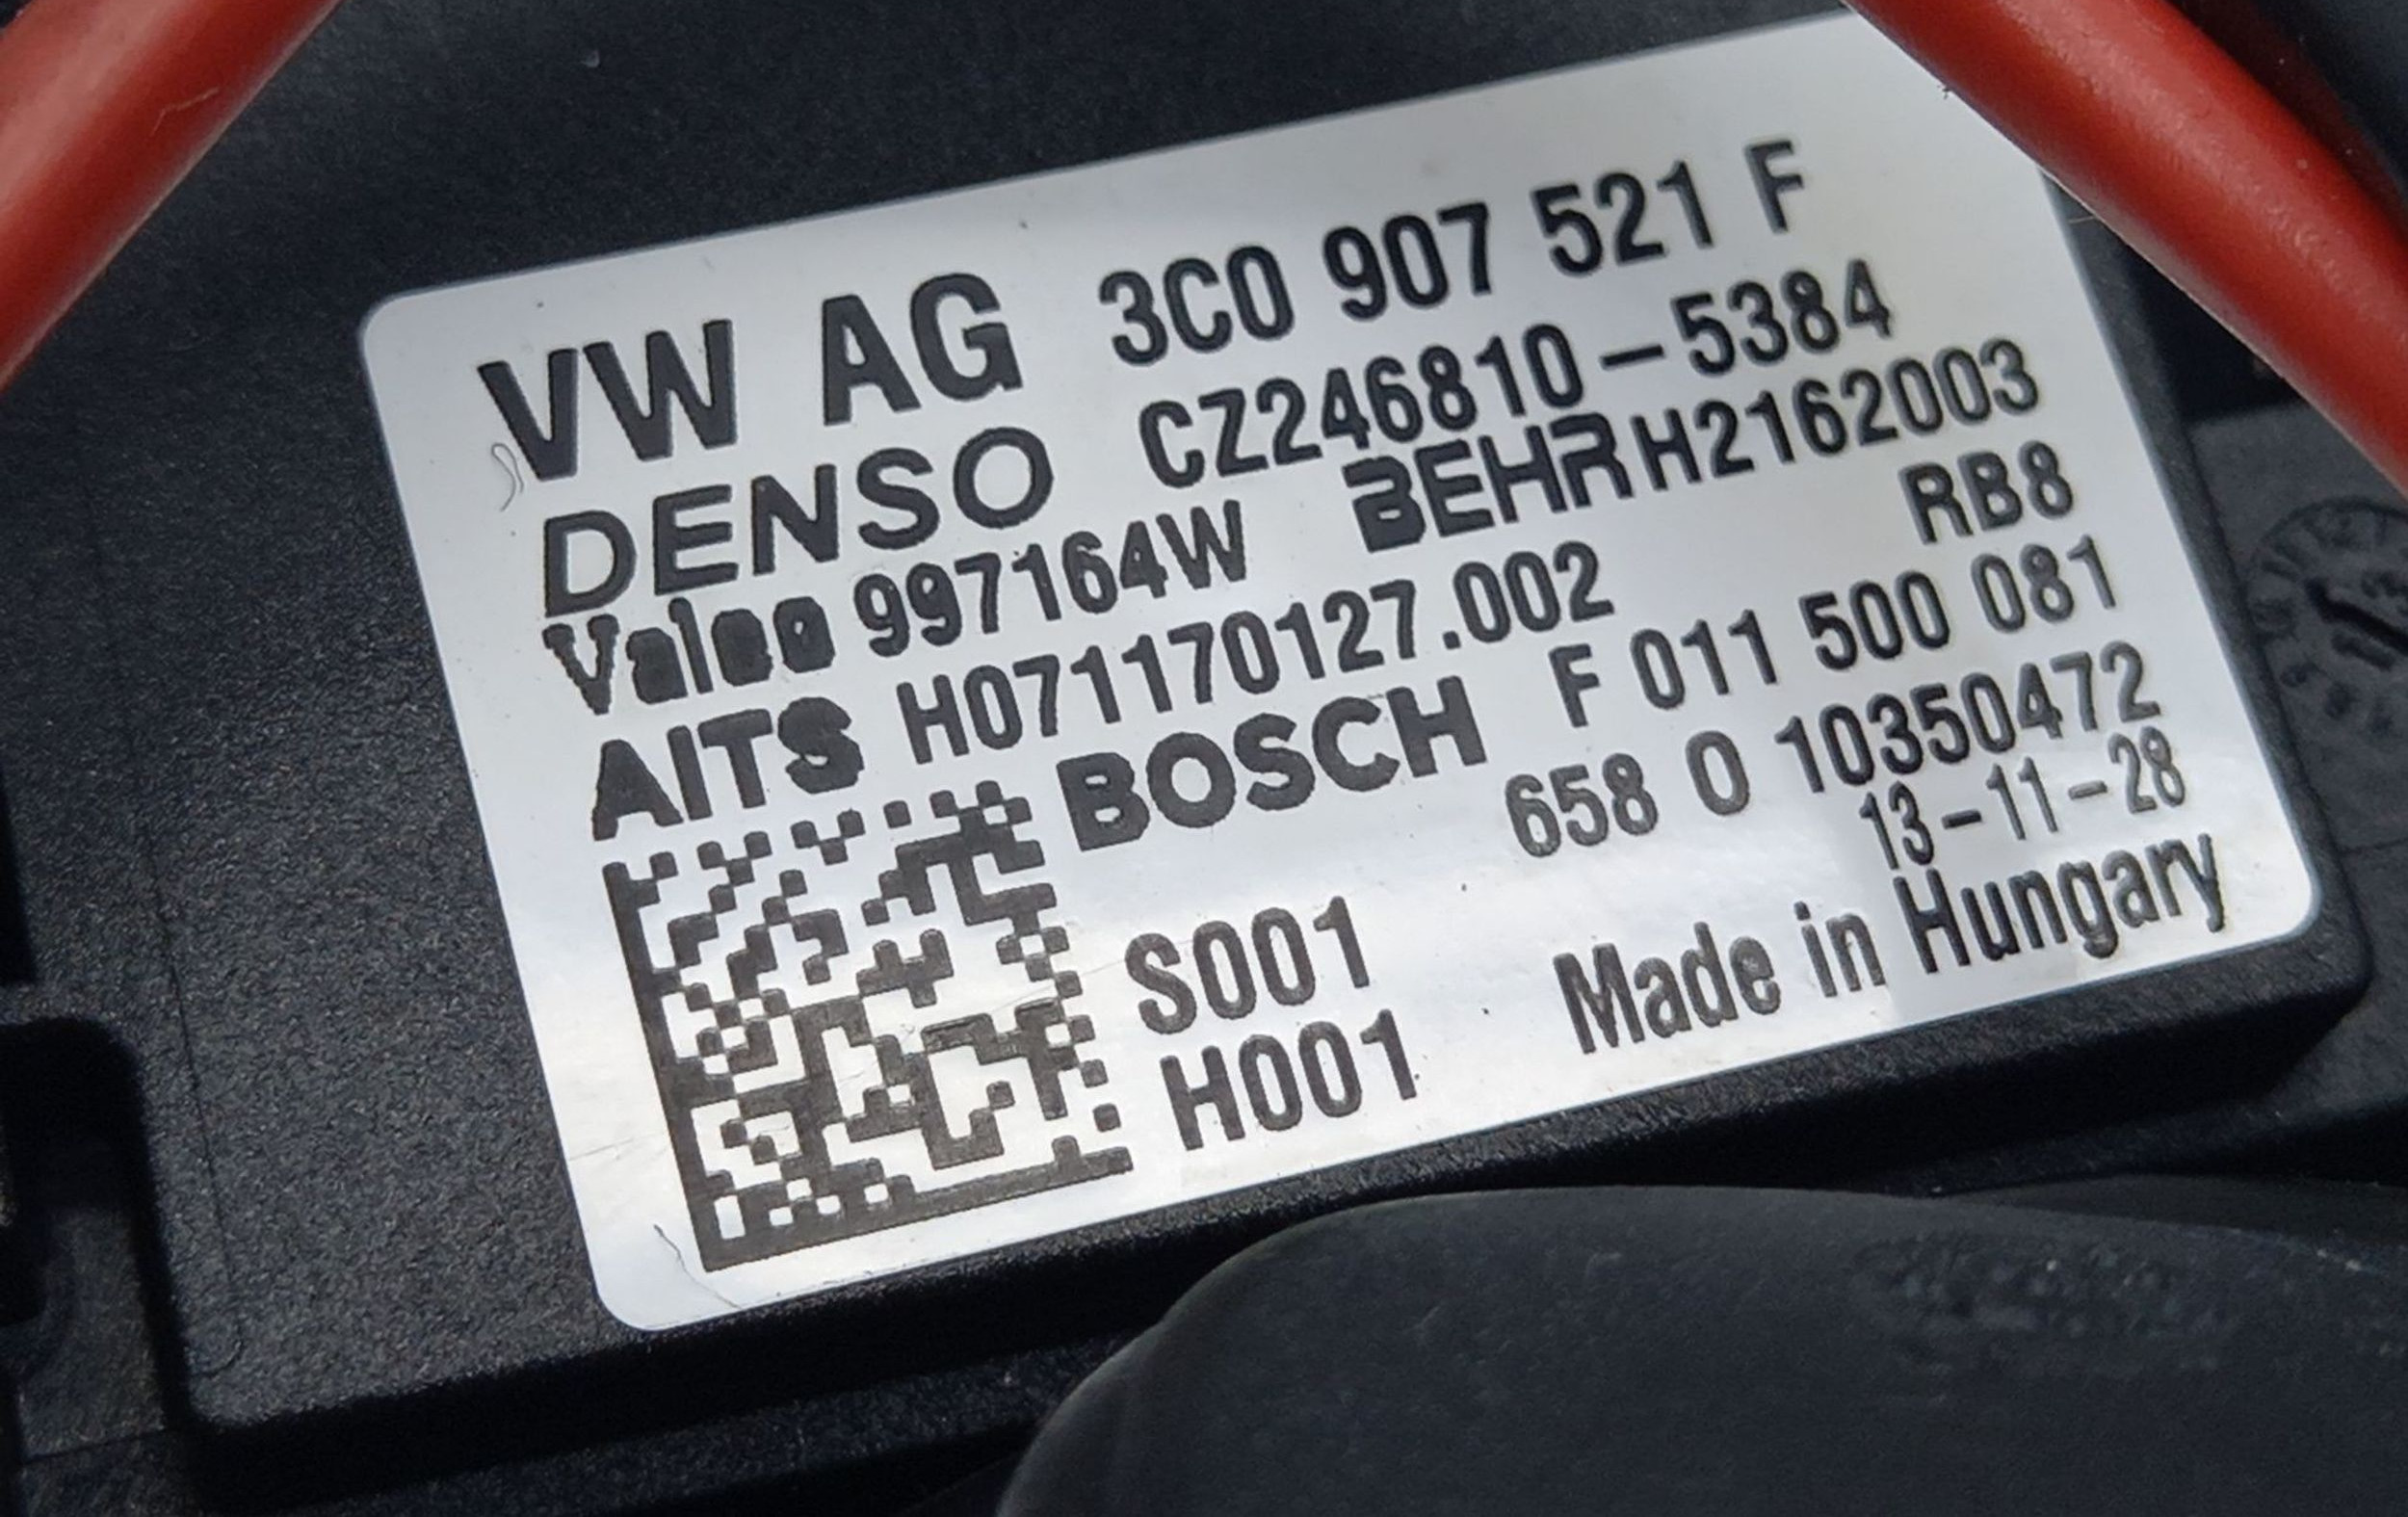 VW AG 3C0 907 521 F
DENSO CZ246810-5384
Valeo 997164W BEHR H2162003
AITS H071170127.002 RB8
BOSCH F 011 500 081
658 0 10350472
13-11-28
S001 Made in Hungary
H001